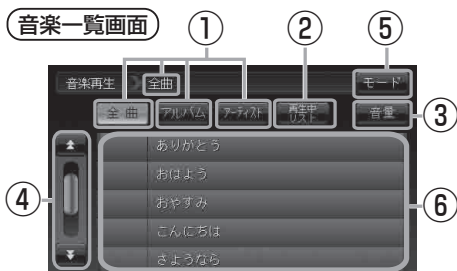 音楽一覧画面
① ② ⑤
音楽再生 全曲 モード
全曲 アルバム アーティスト 再生中リスト 音量 ③
④ ⑥
ありがとう
おはよう
おやすみ
こんにちは
さようなら